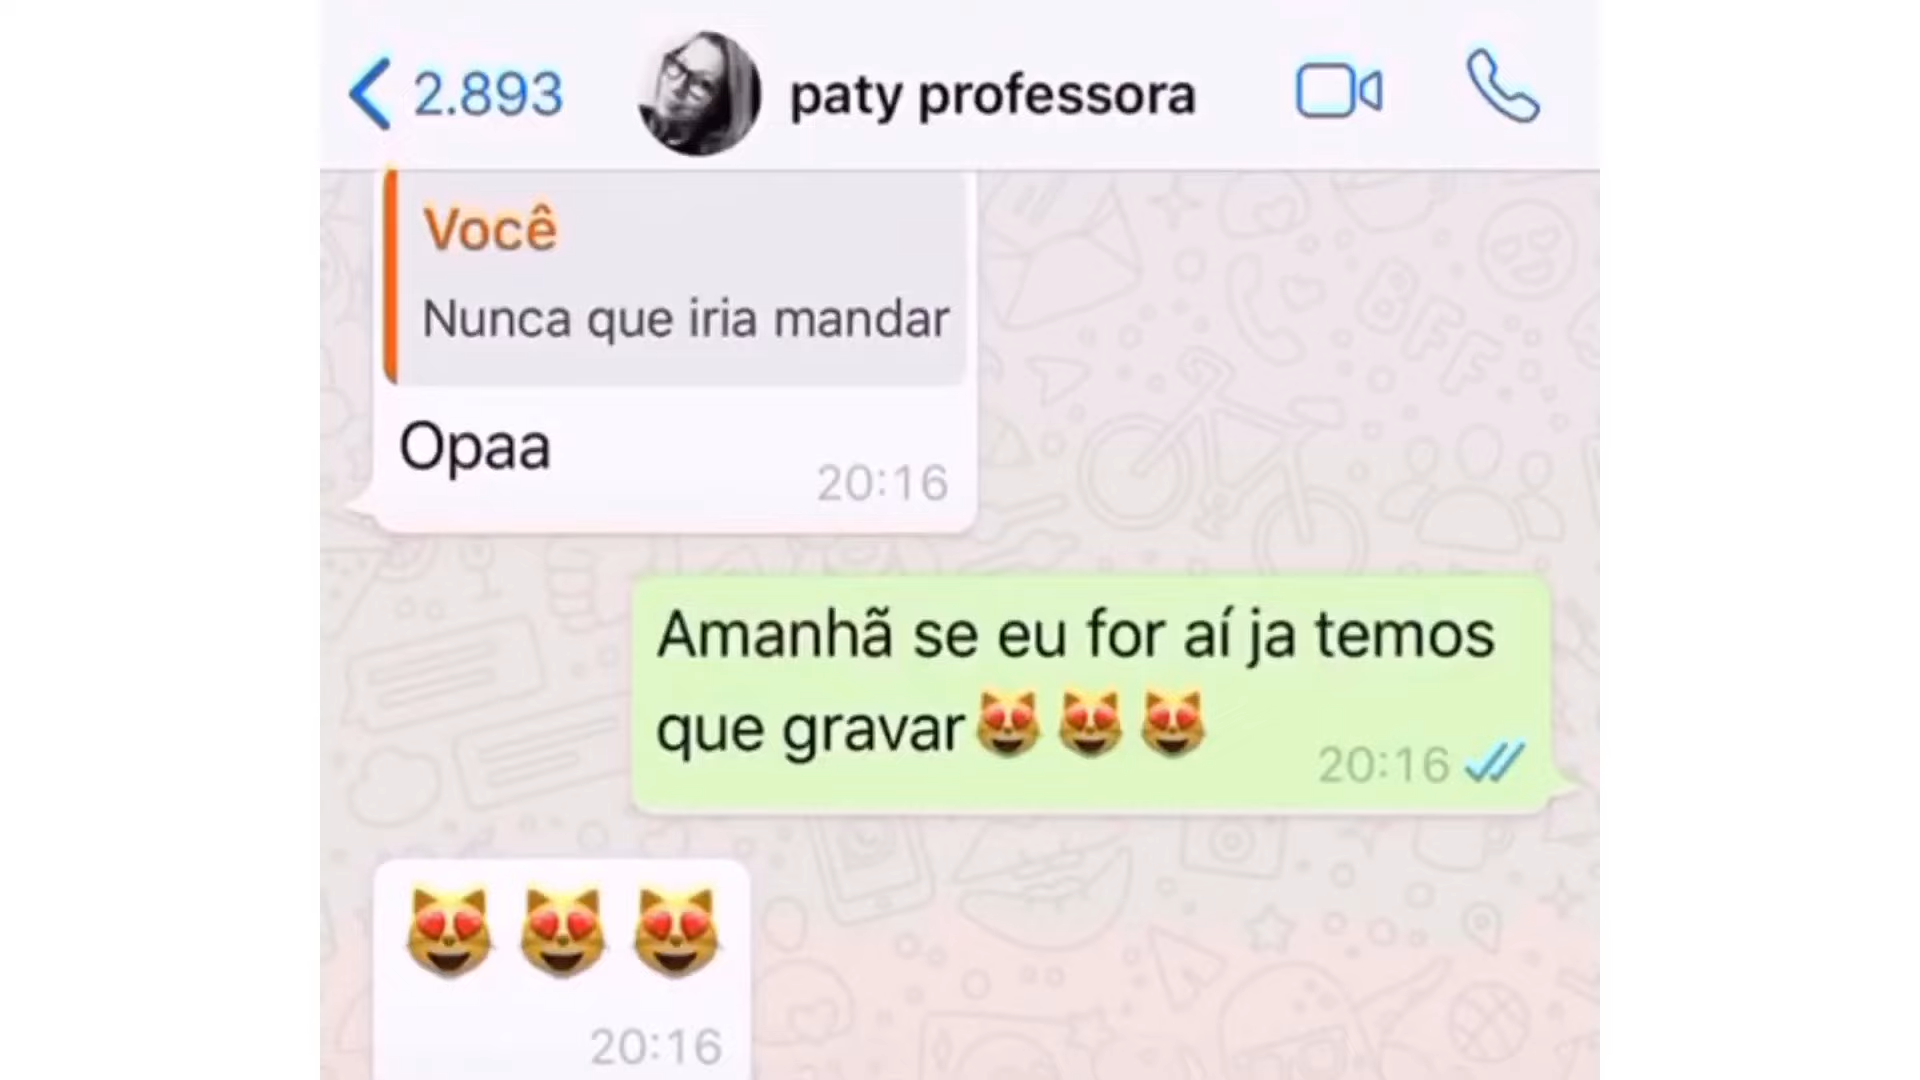 2.893 paty professora
Você
Nunca que iria mandar
Opaa
20:16
Amanhã se eu for aí ja temos
que gravar😻😻😻
20:16
😻😻😻
20:16